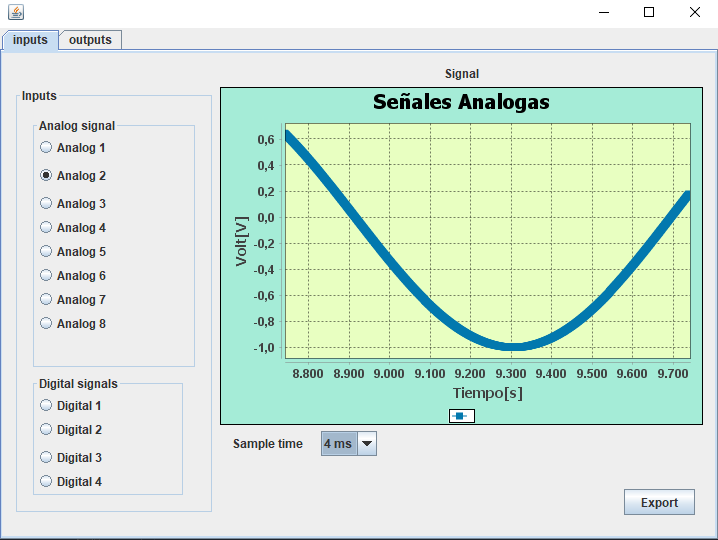 inputs outputs
Signal
Inputs
Analog signal
Analog 1
Analog 2
Analog 3
Analog 4
Analog 5
Analog 6
Analog 7
Analog 8
Digital signals
Digital 1
Digital 2
Digital 3
Digital 4
Señales Analogas
Volt[V]
0,6
0,4
0,2
0,0
-0,2
-0,4
-0,6
-0,8
-1,0
8.800 8.900 9.000 9.100 9.200 9.300 9.400 9.500 9.600 9.700
Tiempo[s]
Sample time 4 ms
Export